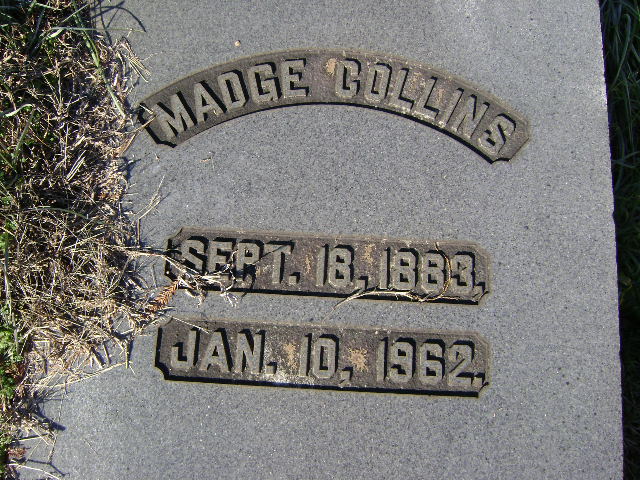 MADGE COLLINS
SEPT. 18, 1883.
JAN. 10, 1962.